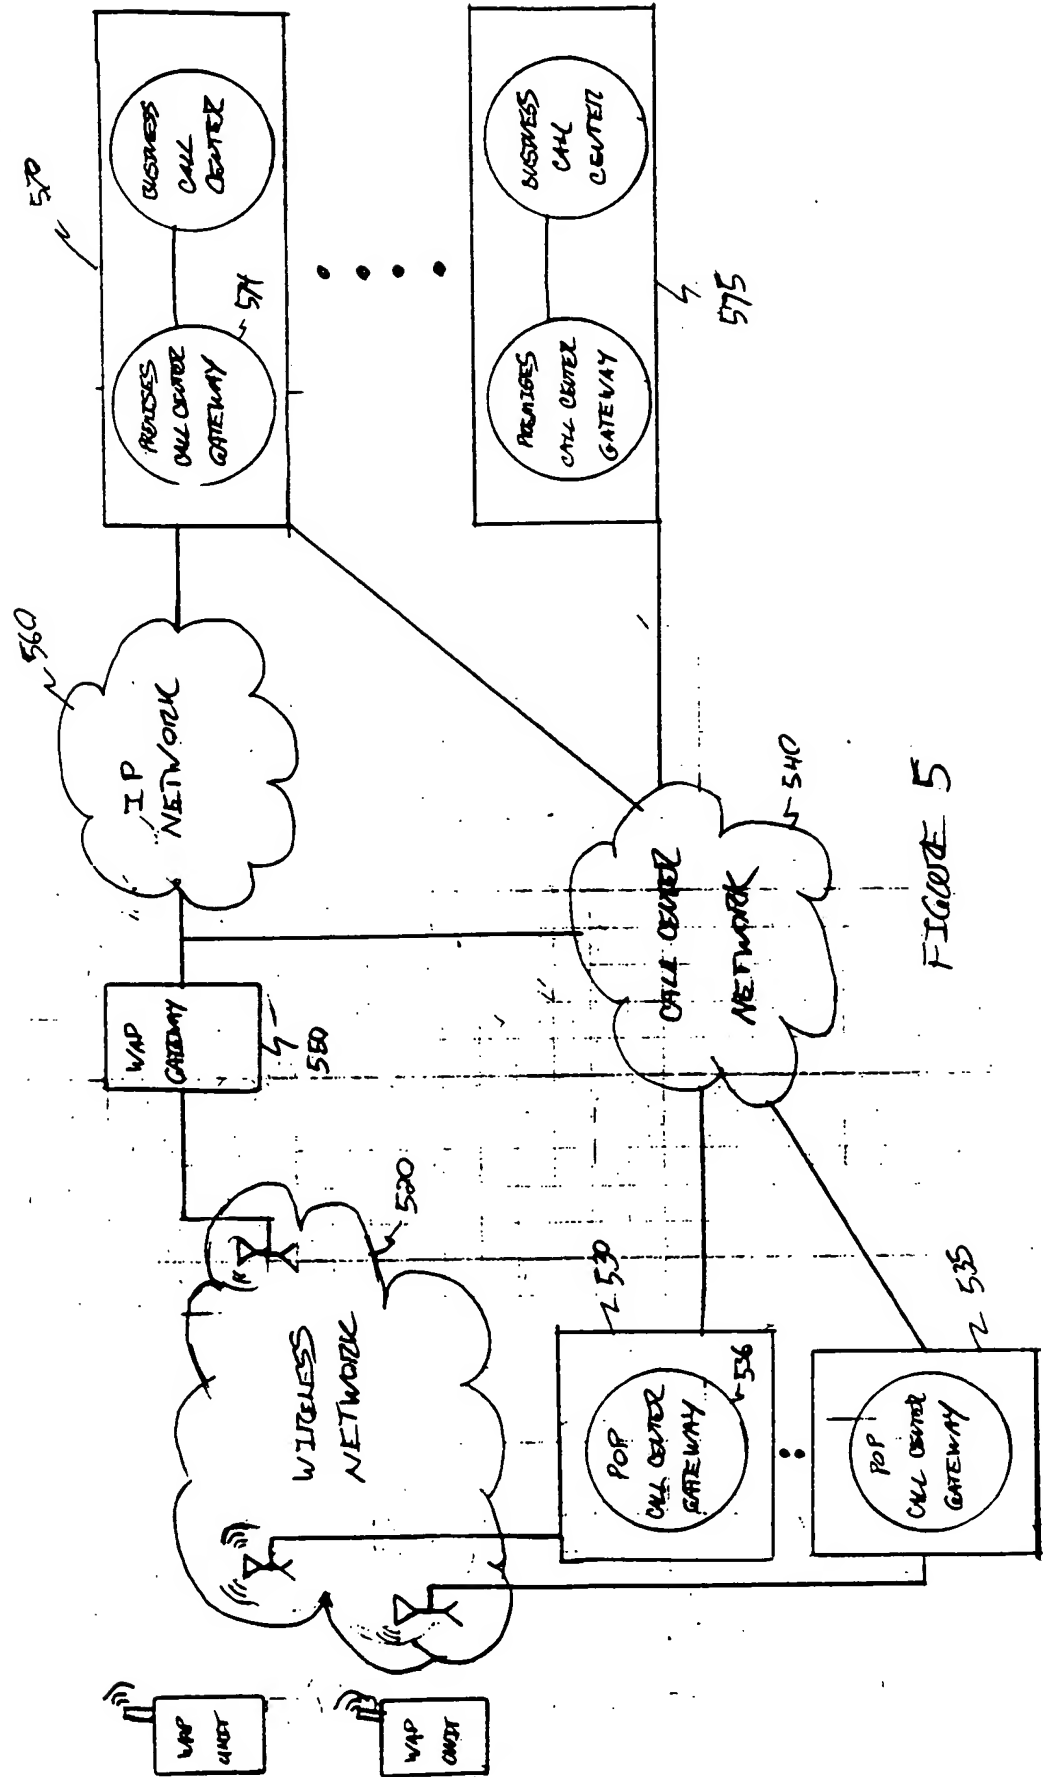 WAP
UNIT
WAP
UNIT
WIRELESS
NETWORK
520
WAP
GATEWAY
550
IP
NETWORK
560
PREMISES
CALL CENTER
GATEWAY
574
BUSINESS
CALL
CENTER
570
POP
CALL CENTER
GATEWAY
536
530
POP
CALL CENTER
GATEWAY
535
CALL CENTER
NETWORK
540
PREMISES
CALL CENTER
GATEWAY
BUSINESS
CALL
CENTER
575
FIGURE 5